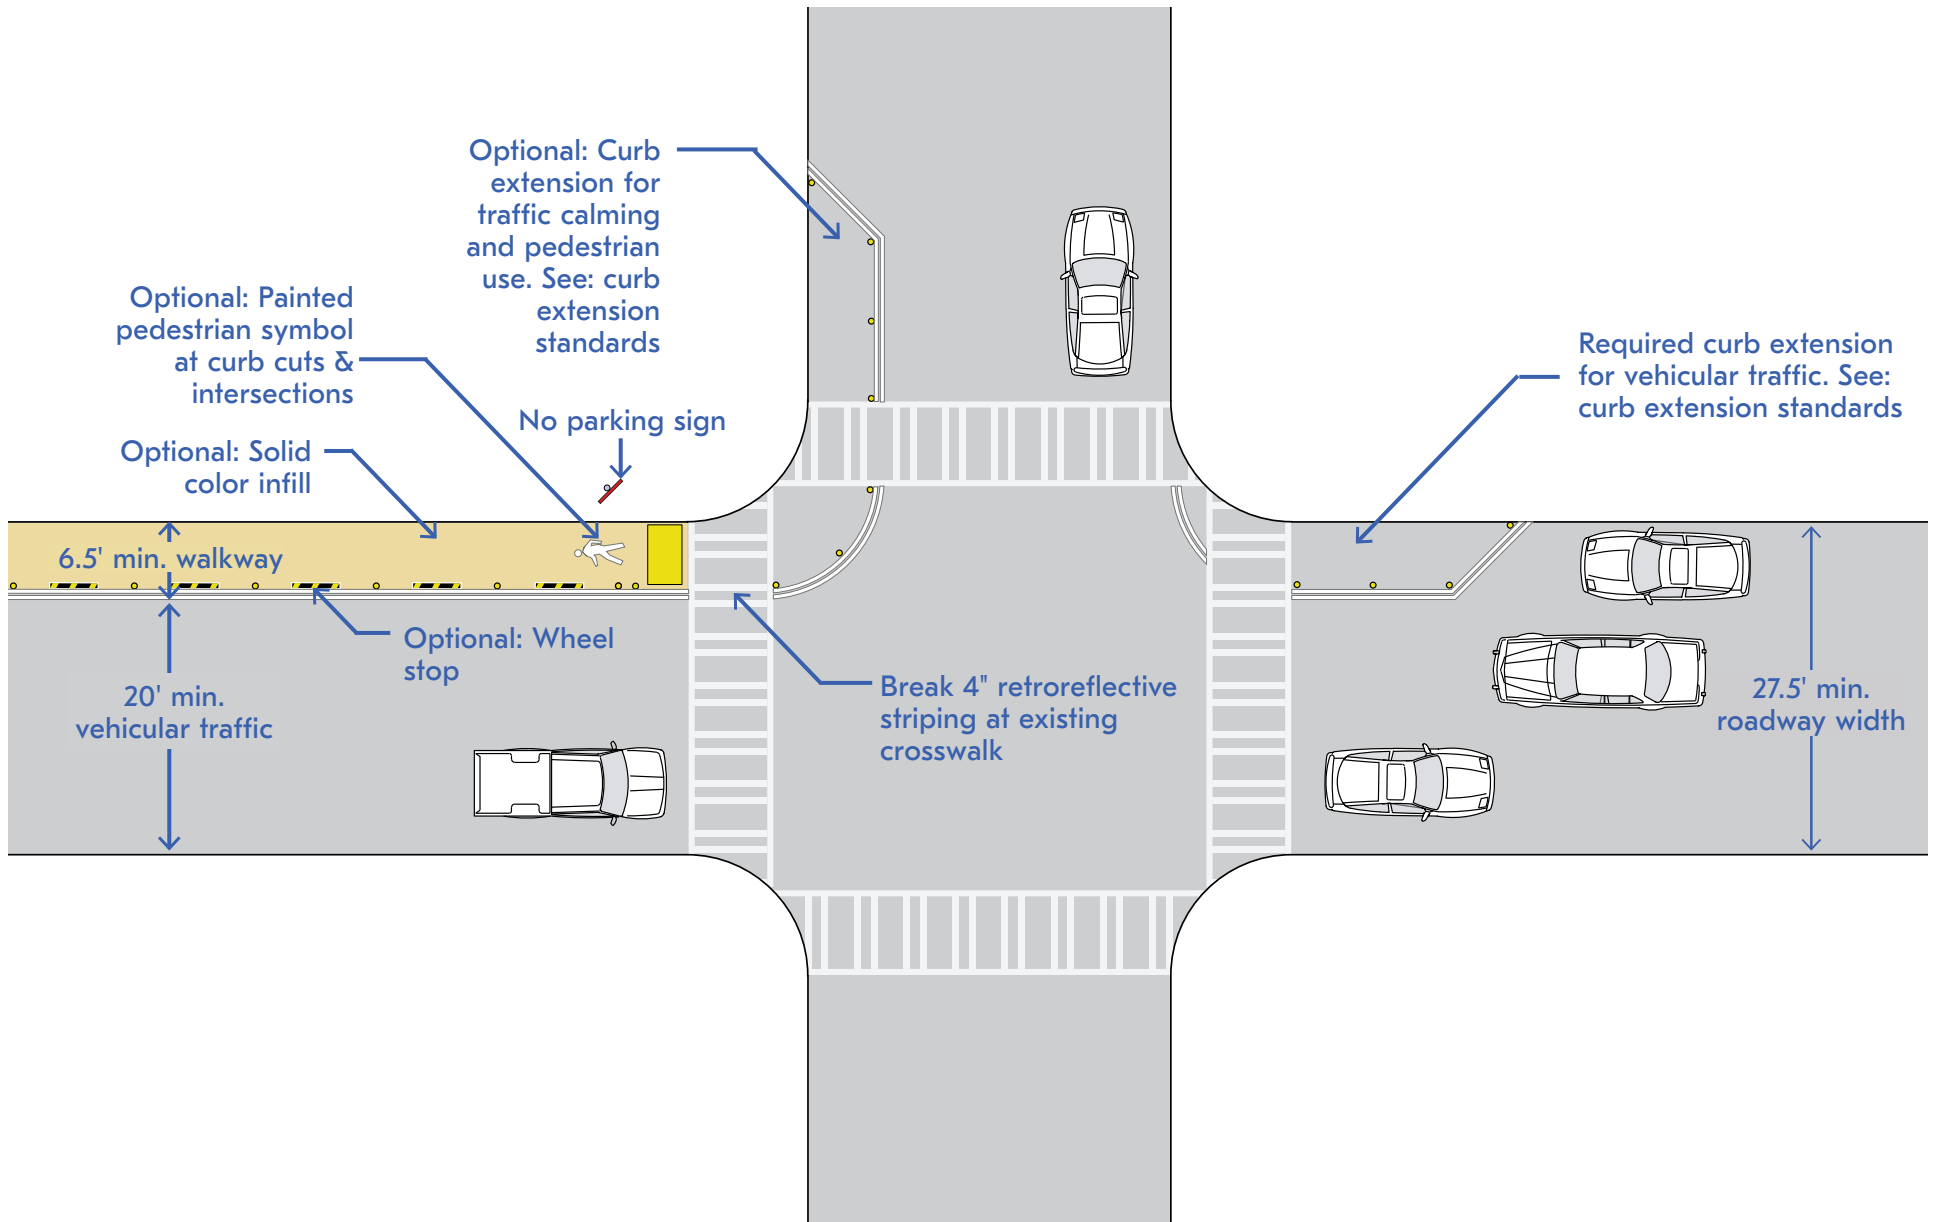 Optional: Curb
extension for
traffic calming
and pedestrian
use. See: curb
extension
standards
Optional: Painted
pedestrian symbol
at curb cuts &
intersections
No parking sign
Optional: Solid
color infill
6.5' min. walkway
Optional: Wheel
stop
20' min.
vehicular traffic
Break 4" retroreflective
striping at existing
crosswalk
Required curb extension
for vehicular traffic. See:
curb extension standards
27.5' min.
roadway width